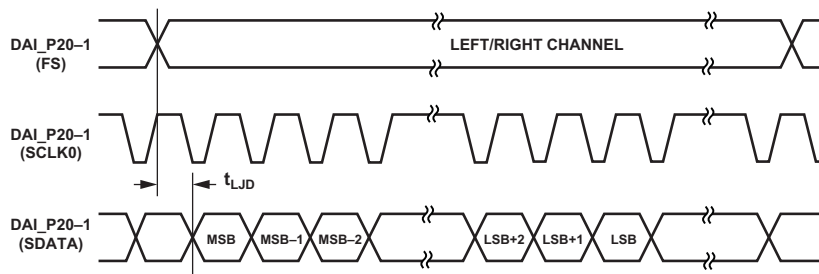 DAI_P20–1
(FS)
LEFT/RIGHT CHANNEL
DAI_P20–1
(SCLK0)
tLJD
DAI_P20–1
(SDATA)
MSB
MSB–1
MSB–2
LSB+2
LSB+1
LSB